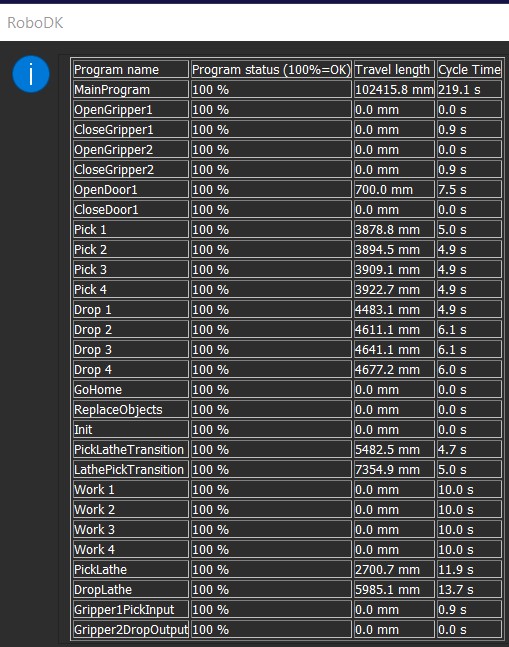 RoboDK
Program name Program status (100%=OK) Travel length Cycle Time
MainProgram 100 % 102415.8 mm 219.1 s
OpenGripper1 100 % 0.0 mm 0.0 s
CloseGripper1 100 % 0.0 mm 0.9 s
OpenGripper2 100 % 0.0 mm 0.0 s
CloseGripper2 100 % 0.0 mm 0.9 s
OpenDoor1 100 % 700.0 mm 7.5 s
CloseDoor1 100 % 0.0 mm 0.0 s
Pick 1 100 % 3878.8 mm 5.0 s
Pick 2 100 % 3894.5 mm 4.9 s
Pick 3 100 % 3909.1 mm 4.9 s
Pick 4 100 % 3922.7 mm 4.9 s
Drop 1 100 % 4483.1 mm 4.9 s
Drop 2 100 % 4611.1 mm 6.1 s
Drop 3 100 % 4641.1 mm 6.1 s
Drop 4 100 % 4677.2 mm 6.0 s
GoHome 100 % 0.0 mm 0.0 s
ReplaceObjects 100 % 0.0 mm 0.0 s
Init 100 % 0.0 mm 0.0 s
PickLatheTransition 100 % 5482.5 mm 4.7 s
LathePickTransition 100 % 7354.9 mm 5.0 s
Work 1 100 % 0.0 mm 10.0 s
Work 2 100 % 0.0 mm 10.0 s
Work 3 100 % 0.0 mm 10.0 s
Work 4 100 % 0.0 mm 10.0 s
PickLathe 100 % 2700.7 mm 11.9 s
DropLathe 100 % 5985.1 mm 13.7 s
Gripper1PickInput 100 % 0.0 mm 0.9 s
Gripper2DropOutput 100 % 0.0 mm 0.0 s